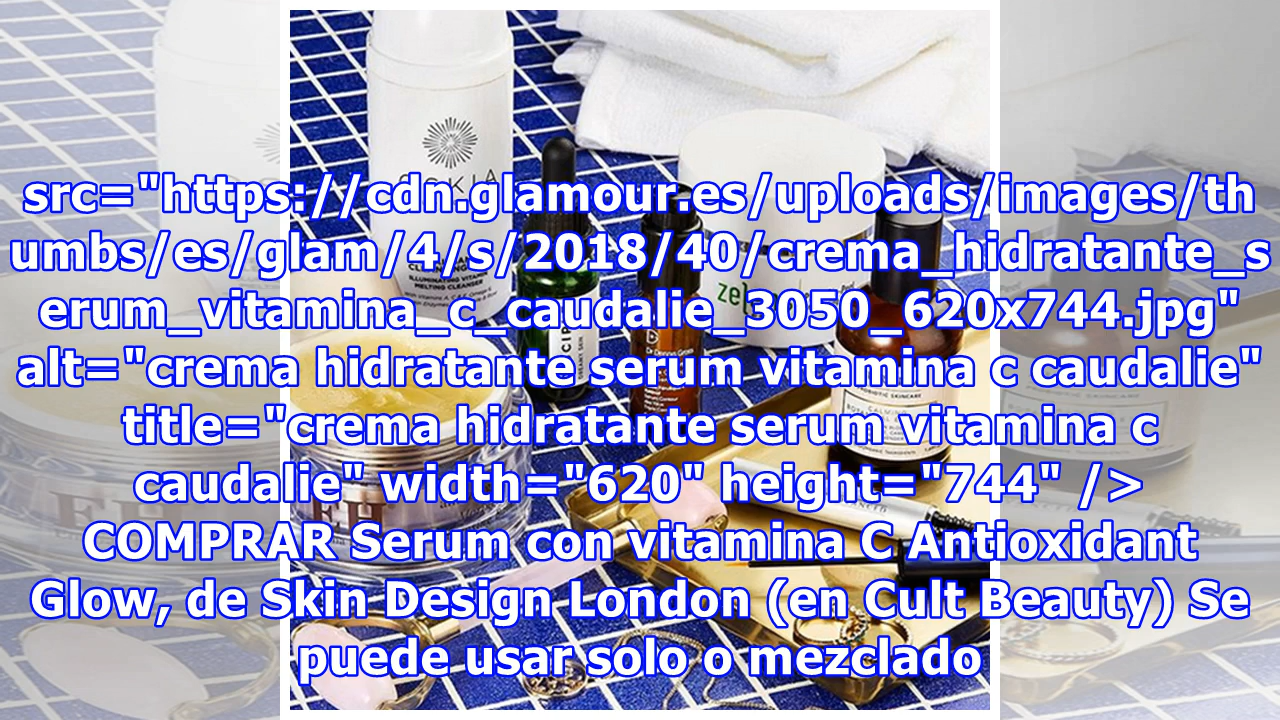 src="https://cdn.glamour.es/uploads/images/th
umbs/es/glam/4/s/2018/40/crema_hidratante_s
erum_vitamina_c_caudalie_3050_620x744.jpg"
alt="crema hidratante serum vitamina c caudalie"
title="crema hidratante serum vitamina c
caudalie" width="620" height="744" />
COMPRAR Serum con vitamina C Antioxidant
Glow, de Skin Design London (en Cult Beauty) Se
puede usar solo o mezclado
EH